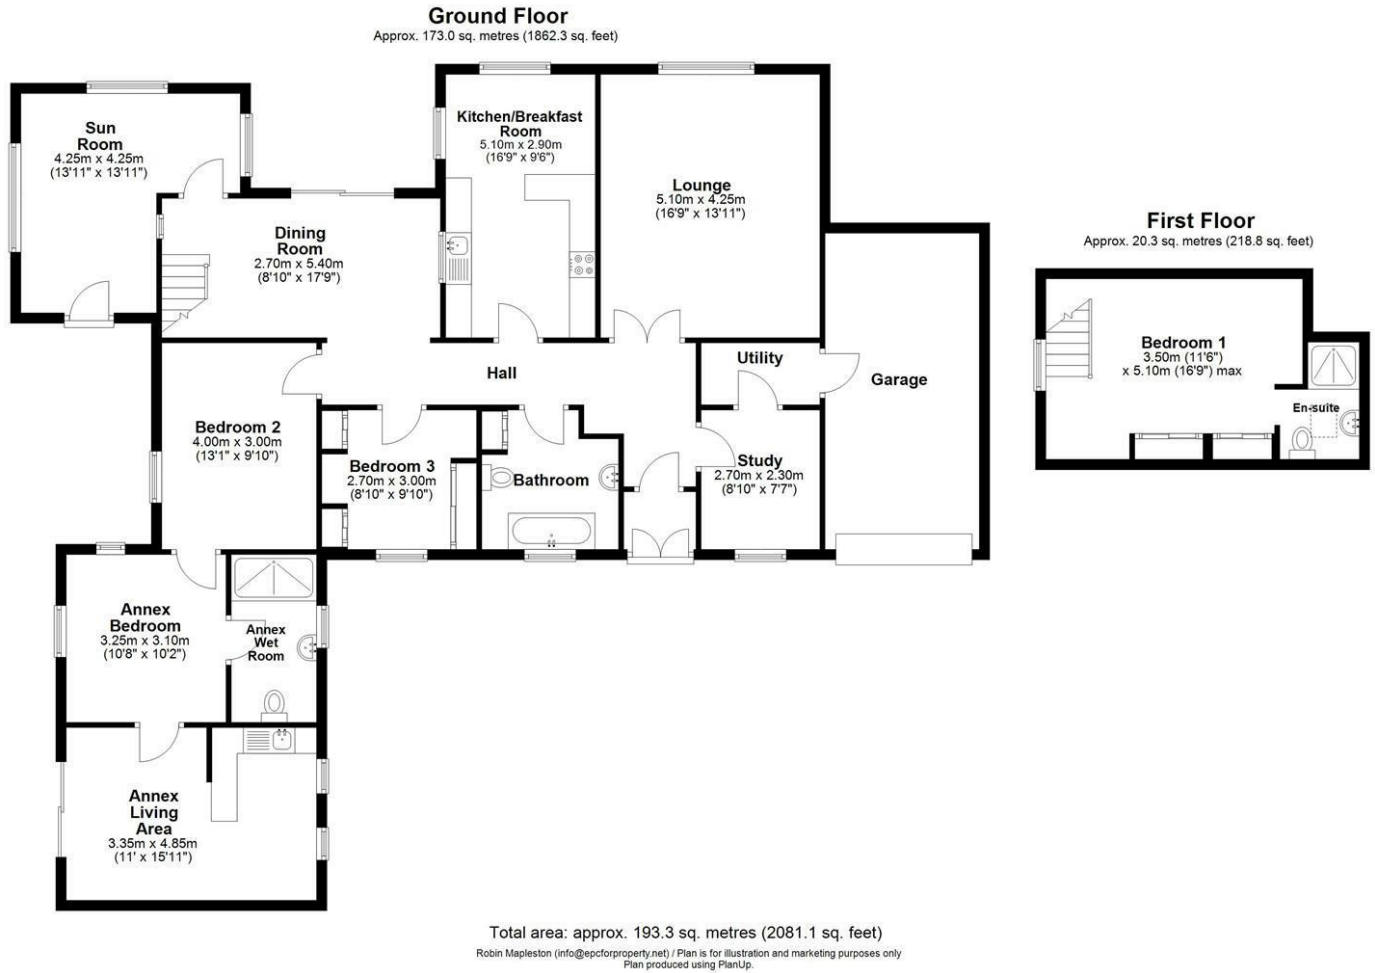 Ground Floor
Approx. 173.0 sq. metres (1862.3 sq. feet)
Sun
Room
4.25m x 4.25m
(13'11" x 13'11")
Kitchen/Breakfast
Room
5.10m x 2.90m
(16'9" x 9'6")
Lounge
5.10m x 4.25m
(16'9" x 13'11")
Dining
Room
2.70m x 5.40m
(8'10" x 17'9")
Hall
Utility
Garage
Bedroom 2
4.00m x 3.00m
(13'1" x 9'10")
Bedroom 3
2.70m x 3.00m
(8'10" x 9'10")
Bathroom
Study
2.70m x 2.30m
(8'10" x 7'7")
Annex
Bedroom
3.25m x 3.10m
(10'8" x 10'2")
Annex
Wet
Room
Annex
Living
Area
3.35m x 4.85m
(11' x 15'11")
First Floor
Approx. 20.3 sq. metres (218.8 sq. feet)
Bedroom 1
3.50m (11'6")
x 5.10m (16'9") max
En-suite
Total area: approx. 193.3 sq. metres (2081.1 sq. feet)
Robin Mapleston (info@epcforproperty.net) / Plan is for illustration and marketing purposes only
Plan produced using PlanUp.